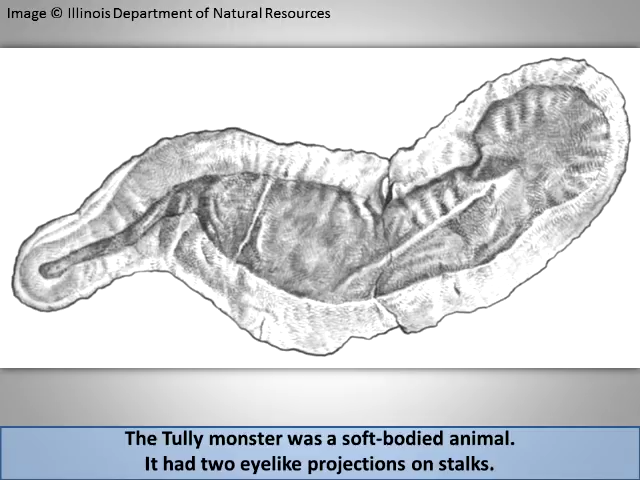 Image © Illinois Department of Natural Resources
The Tully monster was a soft-bodied animal.
It had two eyelike projections on stalks.